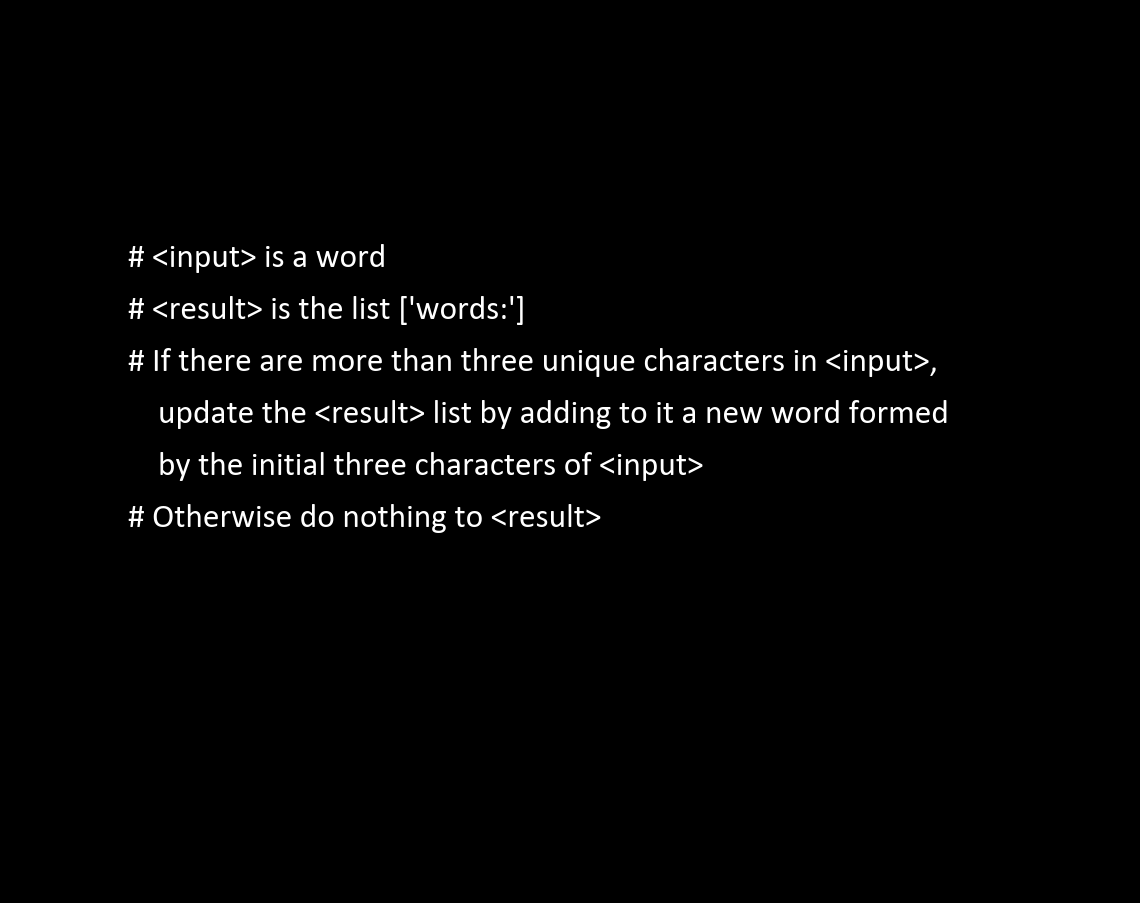 # <input> is a word
# <result> is the list ['words:']
# If there are more than three unique characters in <input>,
update the <result> list by adding to it a new word formed
by the initial three characters of <input>
# Otherwise do nothing to <result>